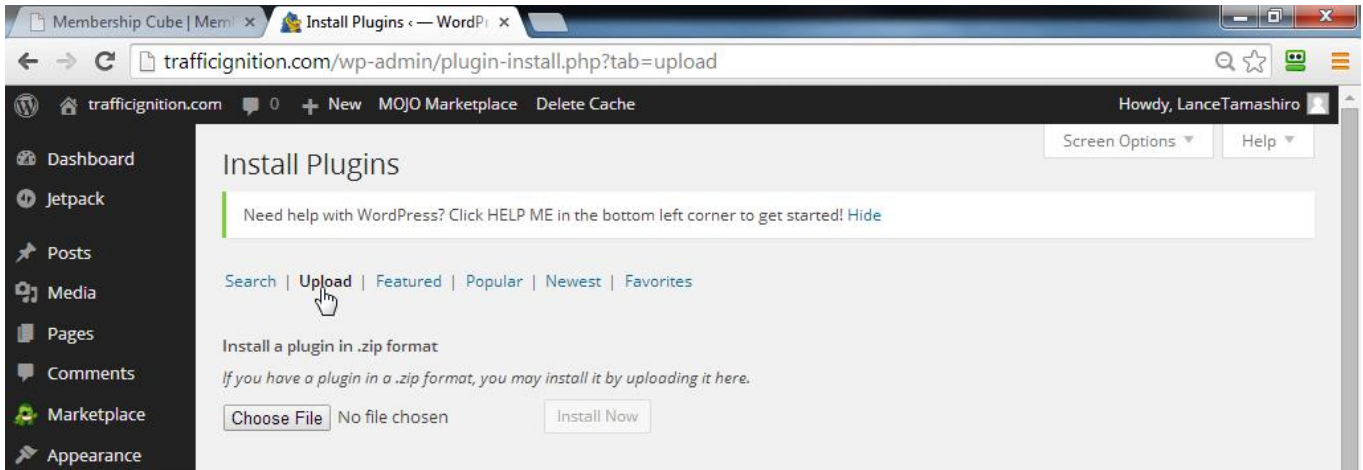 Membership Cube | Mem
Install Plugins ‹ — WordPr
trafficignition.com/wp-admin/plugin-install.php?tab=upload
trafficignition.com 0 + New MOJO Marketplace Delete Cache Howdy, LanceTamashiro
Screen Options Help
Dashboard
Install Plugins
Jetpack
Need help with WordPress? Click HELP ME in the bottom left corner to get started! Hide
Posts
Search | Upload | Featured | Popular | Newest | Favorites
Media
Pages
Install a plugin in .zip format
Comments
If you have a plugin in a .zip format, you may install it by uploading it here.
Marketplace
Choose File No file chosen Install Now
Appearance